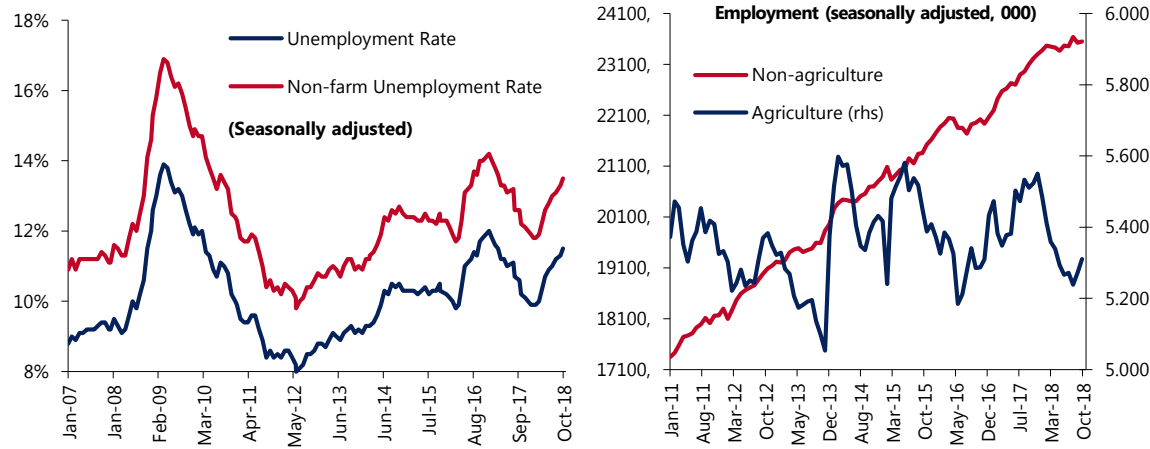 18%
16%
14%
12%
10%
8%
Unemployment Rate
Non-farm Unemployment Rate
(Seasonally adjusted)
Jan-07
Jan-08
Feb-09
Mar-10
Apr-11
May-12
Jun-13
Jun-14
Jul-15
Aug-16
Sep-17
Oct-18
Employment (seasonally adjusted, 000)
24100,
23100,
22100,
21100,
20100,
19100,
18100,
17100,
Non-agriculture
Agriculture (rhs)
6.000
5.800
5.600
5.400
5.200
5.000
Jan-11
Aug-11
Mar-12
Oct-12
May-13
Dec-13
Aug-14
Mar-15
Oct-15
May-16
Dec-16
Aug-17
Mar-18
Oct-18